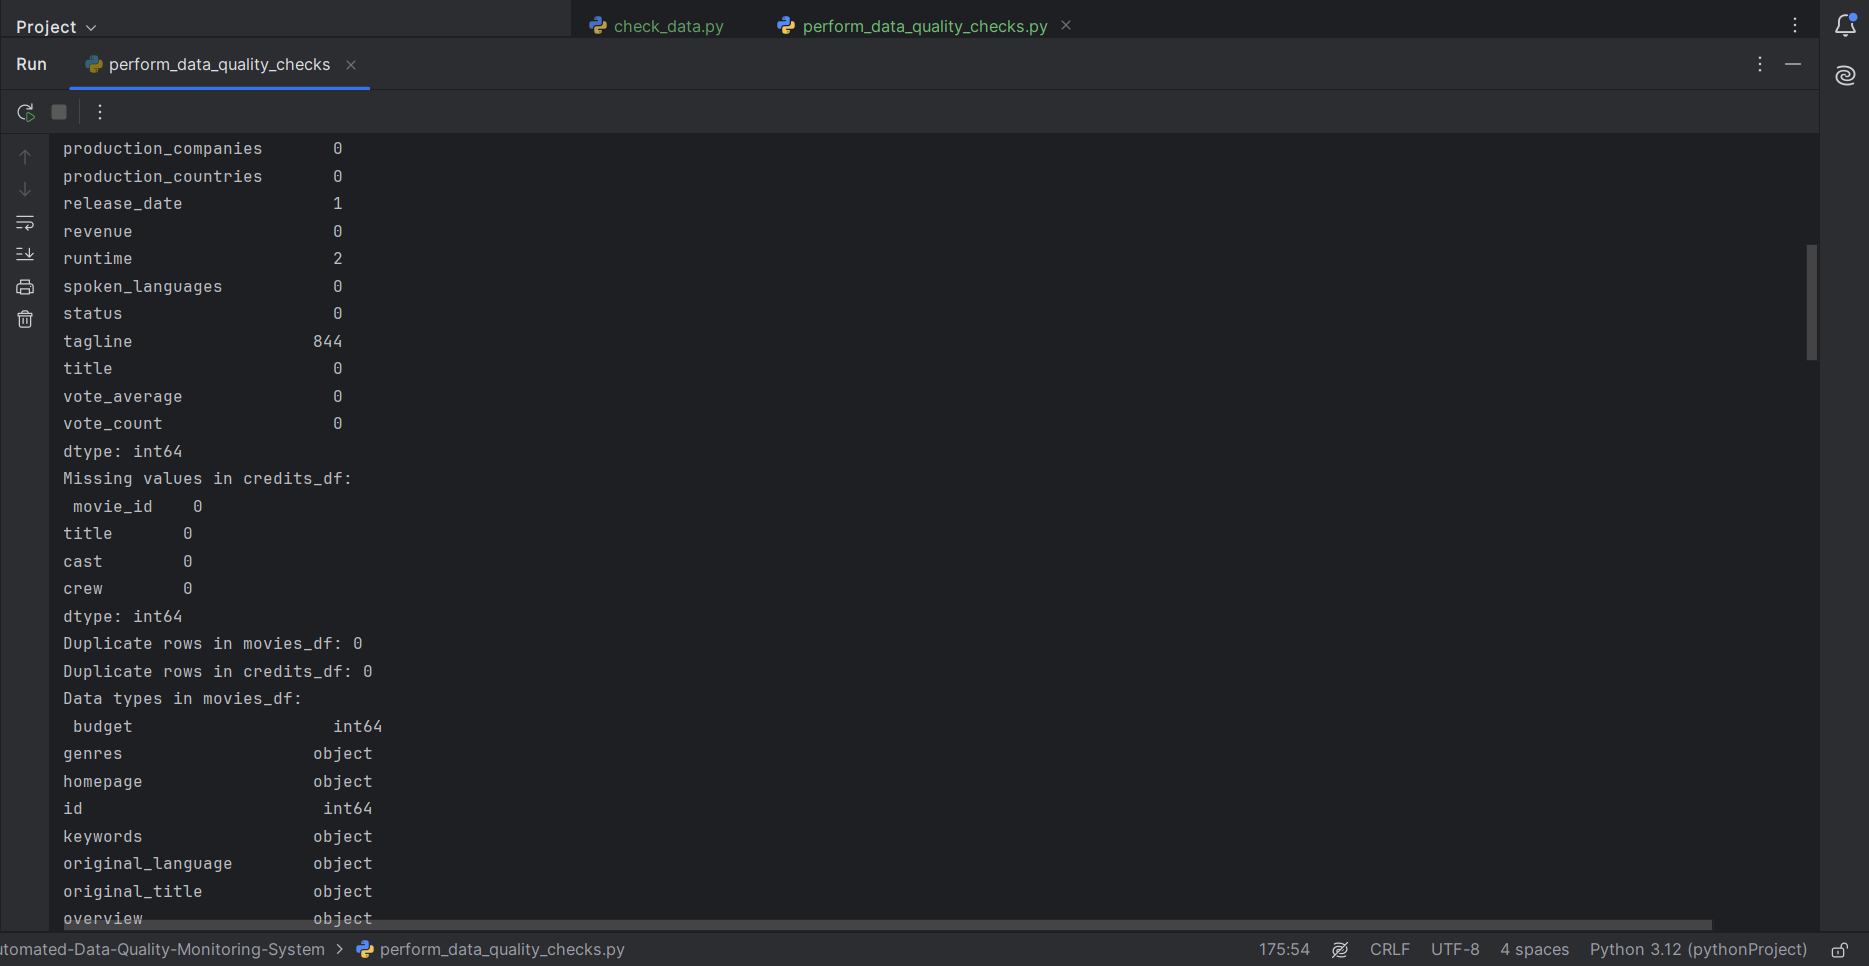 Project
check_data.py
perform_data_quality_checks.py
Run
perform_data_quality_checks
production_companies 0
production_countries 0
release_date 1
revenue 0
runtime 2
spoken_languages 0
status 0
tagline 844
title 0
vote_average 0
vote_count 0
dtype: int64
Missing values in credits_df:
movie_id 0
title 0
cast 0
crew 0
dtype: int64
Duplicate rows in movies_df: 0
Duplicate rows in credits_df: 0
Data types in movies_df:
budget int64
genres object
homepage object
id int64
keywords object
original_language object
original_title object
overview object
utomated-Data-Quality-Monitoring-System > perform_data_quality_checks.py
175:54 CRLF UTF-8 4 spaces Python 3.12 (pythonProject)